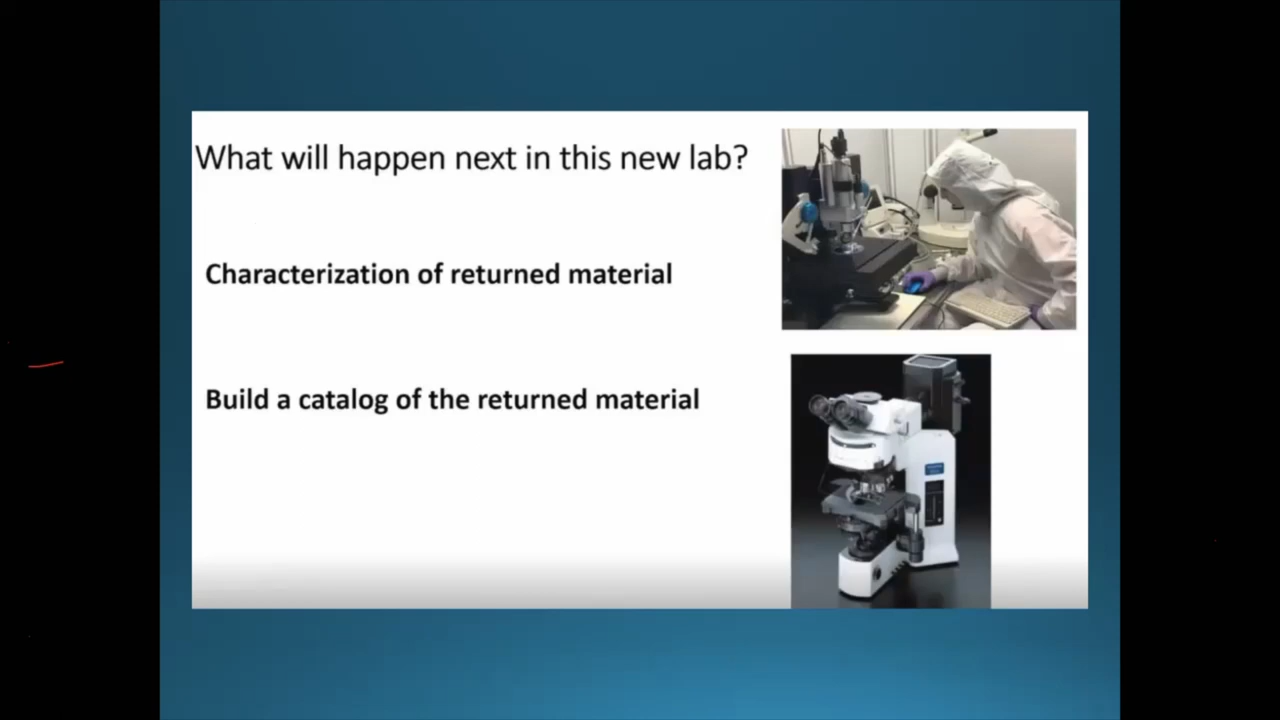 What will happen next in this new lab?
Characterization of returned material
Build a catalog of the returned material